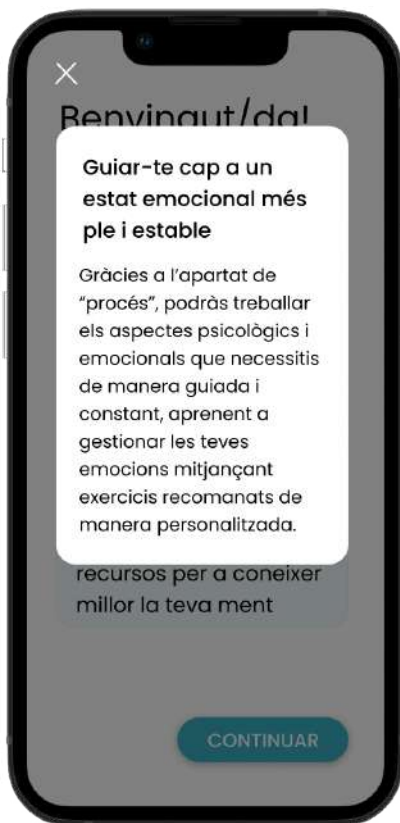 Benvingut/da!
Guiar-te cap a un
estat emocional més
ple i estable
Gràcies a l’apartat de
“procés”, podràs treballar
els aspectes psicològics i
emocionals que necessitis
de manera guiada i
constant, aprenent a
gestionar les teves
emocions mitjançant
exercicis recomanats de
manera personalitzada.
recursos per a coneixer
millor la teva ment
CONTINUAR